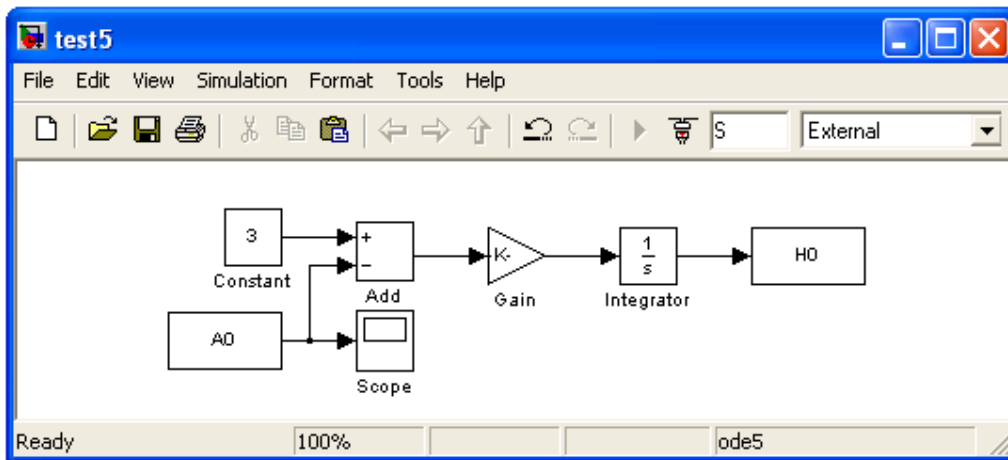 test5
File Edit View Simulation Format Tools Help
S External
3
Constant
+
−
Add
K-
Gain
1
s
Integrator
H0
A0
Scope
Ready 100% ode5